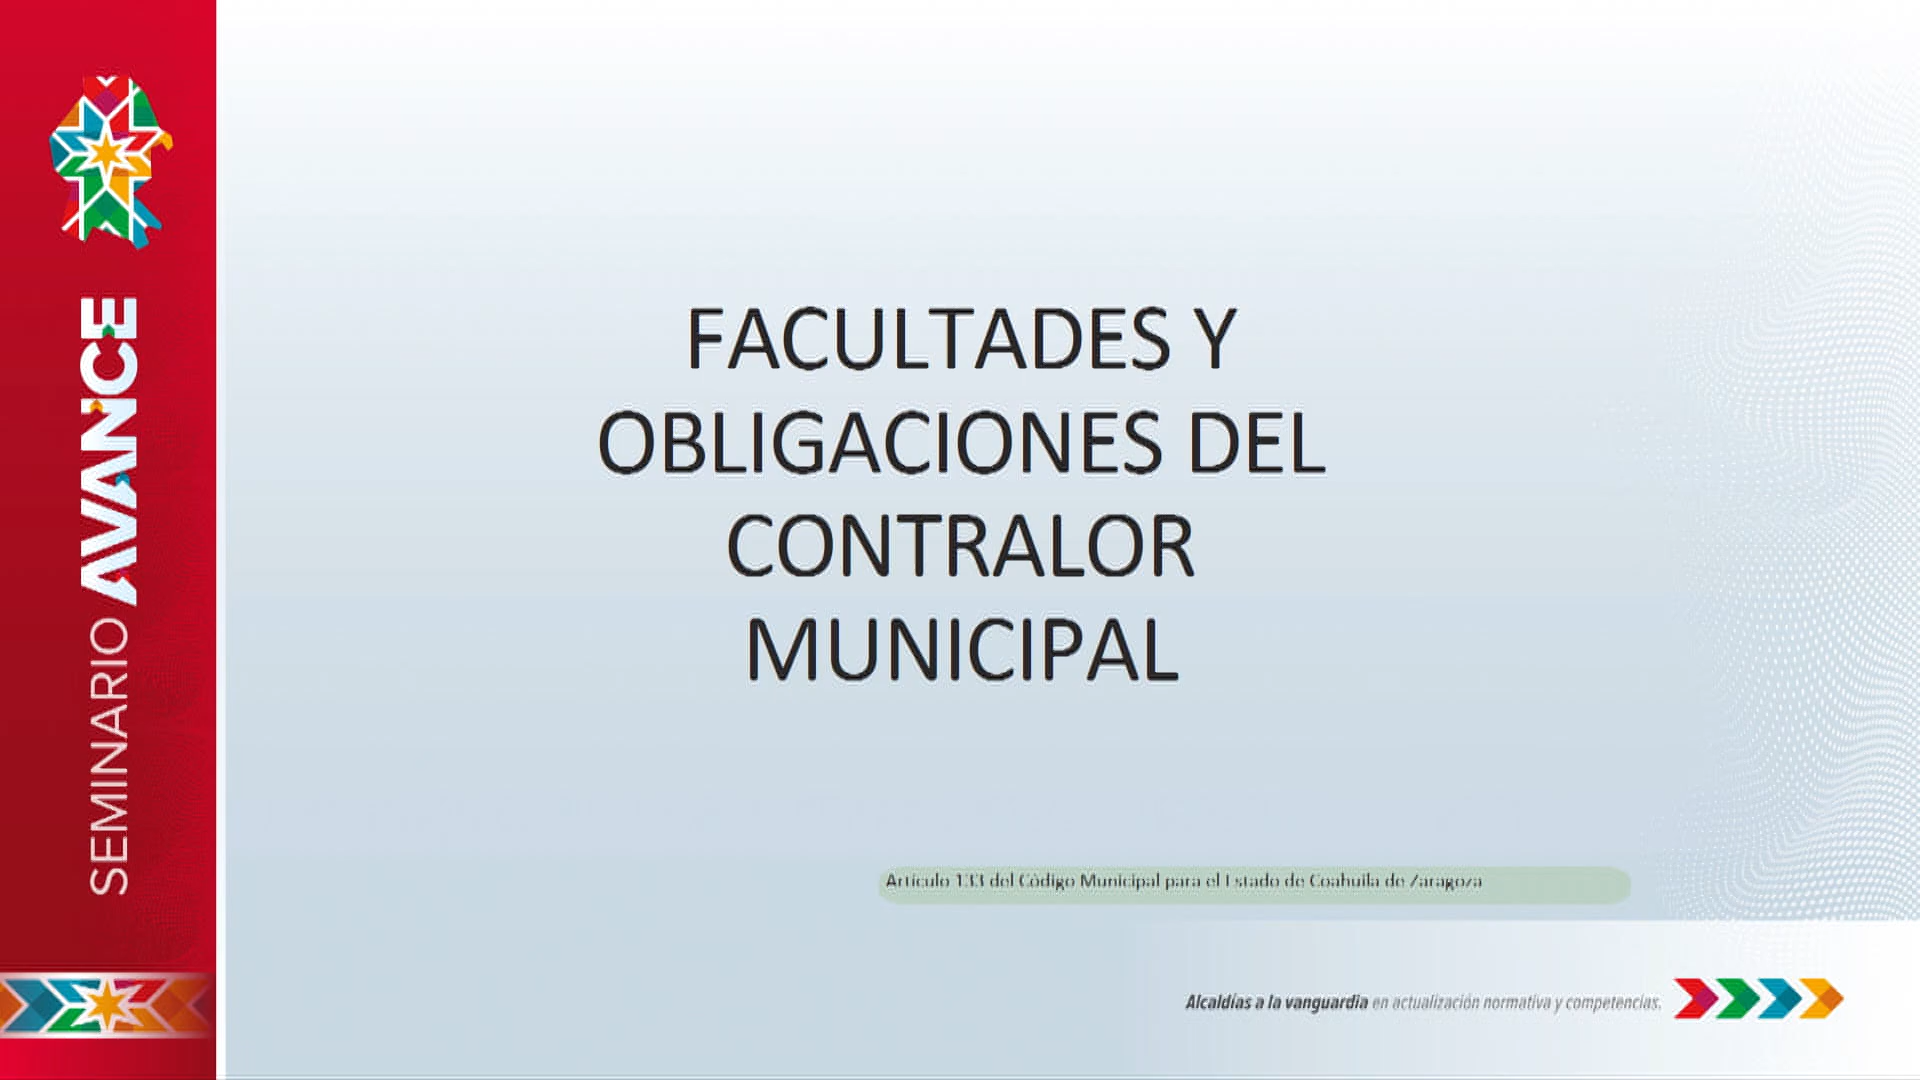 SEMINARIO AVANCE
FACULTADES Y
OBLIGACIONES DEL
CONTRALOR
MUNICIPAL
Artículo 133 del Código Municipal para el Estado de Coahuila de Zaragoza
Alcaldías a la vanguardia en actualización normativa y competencias.